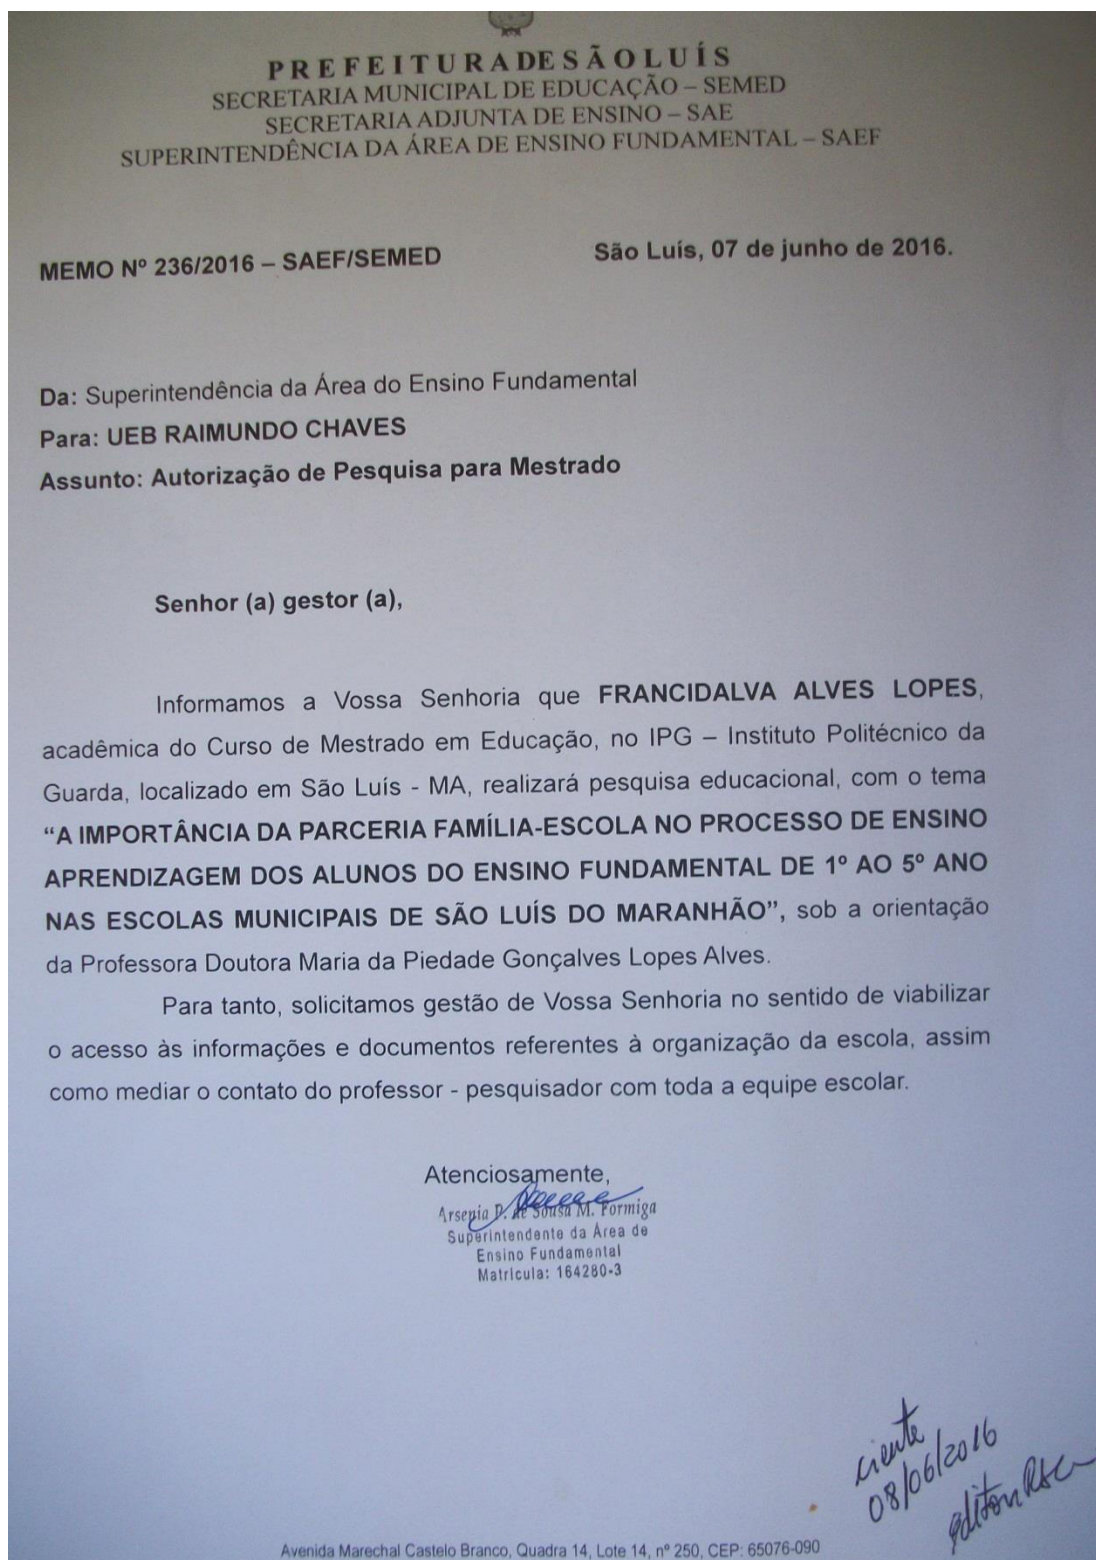 PREFEITURA DE SÃO LUÍS
SECRETARIA MUNICIPAL DE EDUCAÇÃO – SEMED
SECRETARIA ADJUNTA DE ENSINO – SAE
SUPERINTENDÊNCIA DA ÁREA DE ENSINO FUNDAMENTAL – SAEF
MEMO Nº 236/2016 – SAEF/SEMED São Luís, 07 de junho de 2016.
Da: Superintendência da Área do Ensino Fundamental
Para: UEB RAIMUNDO CHAVES
Assunto: Autorização de Pesquisa para Mestrado
Senhor (a) gestor (a),
Informamos a Vossa Senhoria que FRANCIDALVA ALVES LOPES,
acadêmica do Curso de Mestrado em Educação, no IPG – Instituto Politécnico da
Guarda, localizado em São Luís - MA, realizará pesquisa educacional, com o tema
“A IMPORTÂNCIA DA PARCERIA FAMÍLIA-ESCOLA NO PROCESSO DE ENSINO
APRENDIZAGEM DOS ALUNOS DO ENSINO FUNDAMENTAL DE 1º AO 5º ANO
NAS ESCOLAS MUNICIPAIS DE SÃO LUÍS DO MARANHÃO”, sob a orientação
da Professora Doutora Maria da Piedade Gonçalves Lopes Alves.
Para tanto, solicitamos gestão de Vossa Senhoria no sentido de viabilizar
o acesso às informações e documentos referentes à organização da escola, assim
como mediar o contato do professor - pesquisador com toda a equipe escolar.
Atenciosamente,
Arsenia P. de Sousa M. Formiga
Superintendente da Área de
Ensino Fundamental
Matrícula: 164280-3
ciente
08/06/2016
Avenida Marechal Castelo Branco, Quadra 14, Lote 14, nº 250, CEP: 65076-090